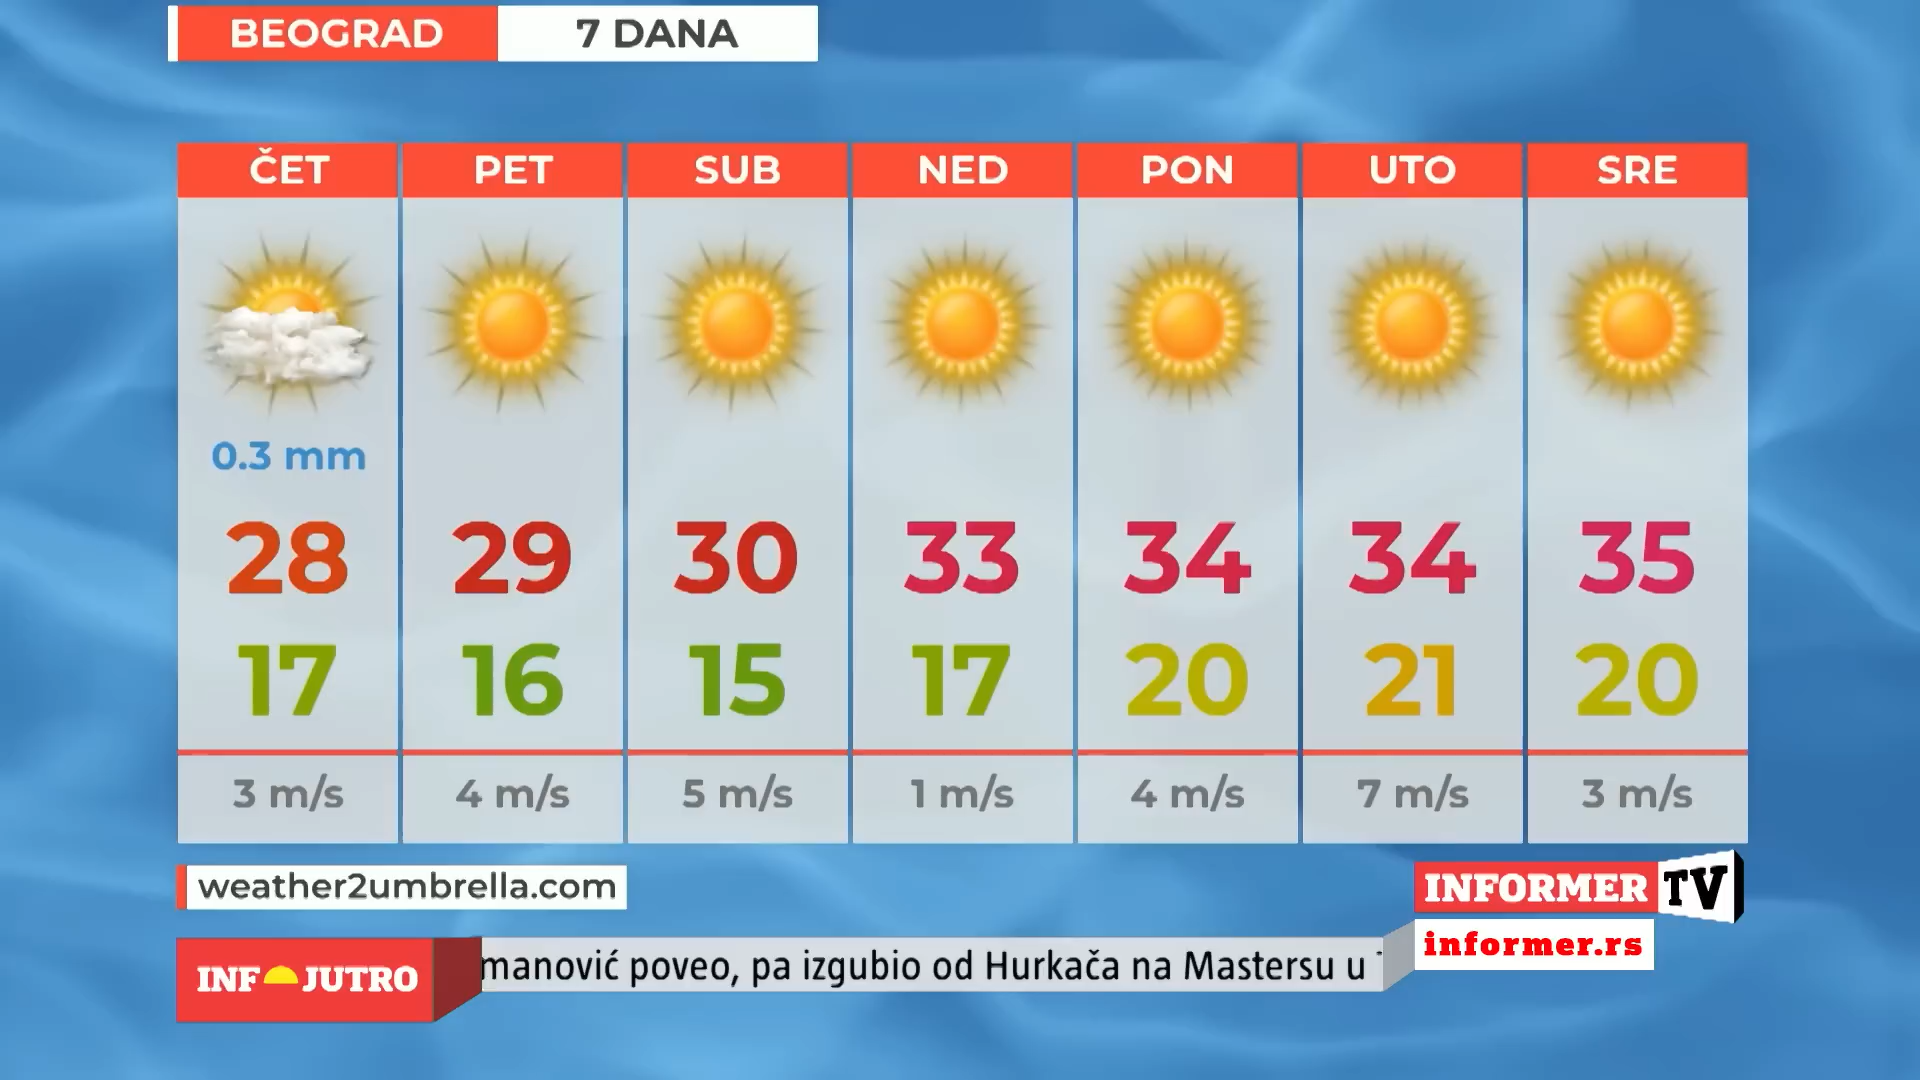 BEOGRAD 7 DANA
ČET PET SUB NED PON UTO SRE
0.3 mm
28 29 30 33 34 34 35
17 16 15 17 20 21 20
3 m/s 4 m/s 5 m/s 1 m/s 4 m/s 7 m/s 3 m/s
weather2umbrella.com
INFORMER TV
informer.rs
INF JUTRO
manović poveo, pa izgubio od Hurkača na Mastersu u